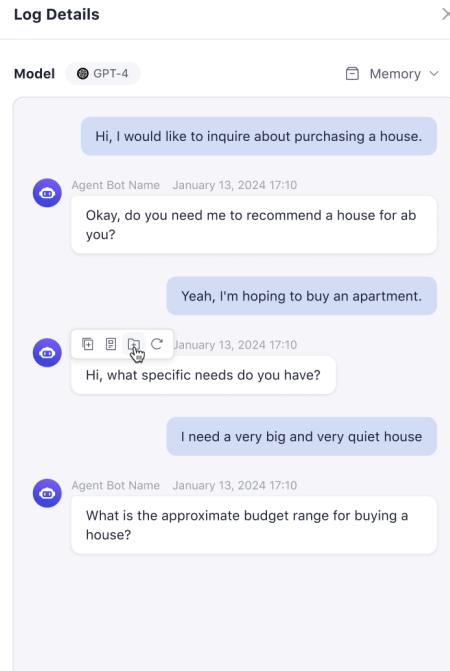 Log Details
Model GPT-4 Memory
Hi, I would like to inquire about purchasing a house.
Agent Bot Name January 13, 2024 17:10
Okay, do you need me to recommend a house for ab
you?
Yeah, I'm hoping to buy an apartment.
January 13, 2024 17:10
Hi, what specific needs do you have?
I need a very big and very quiet house
Agent Bot Name January 13, 2024 17:10
What is the approximate budget range for buying a
house?